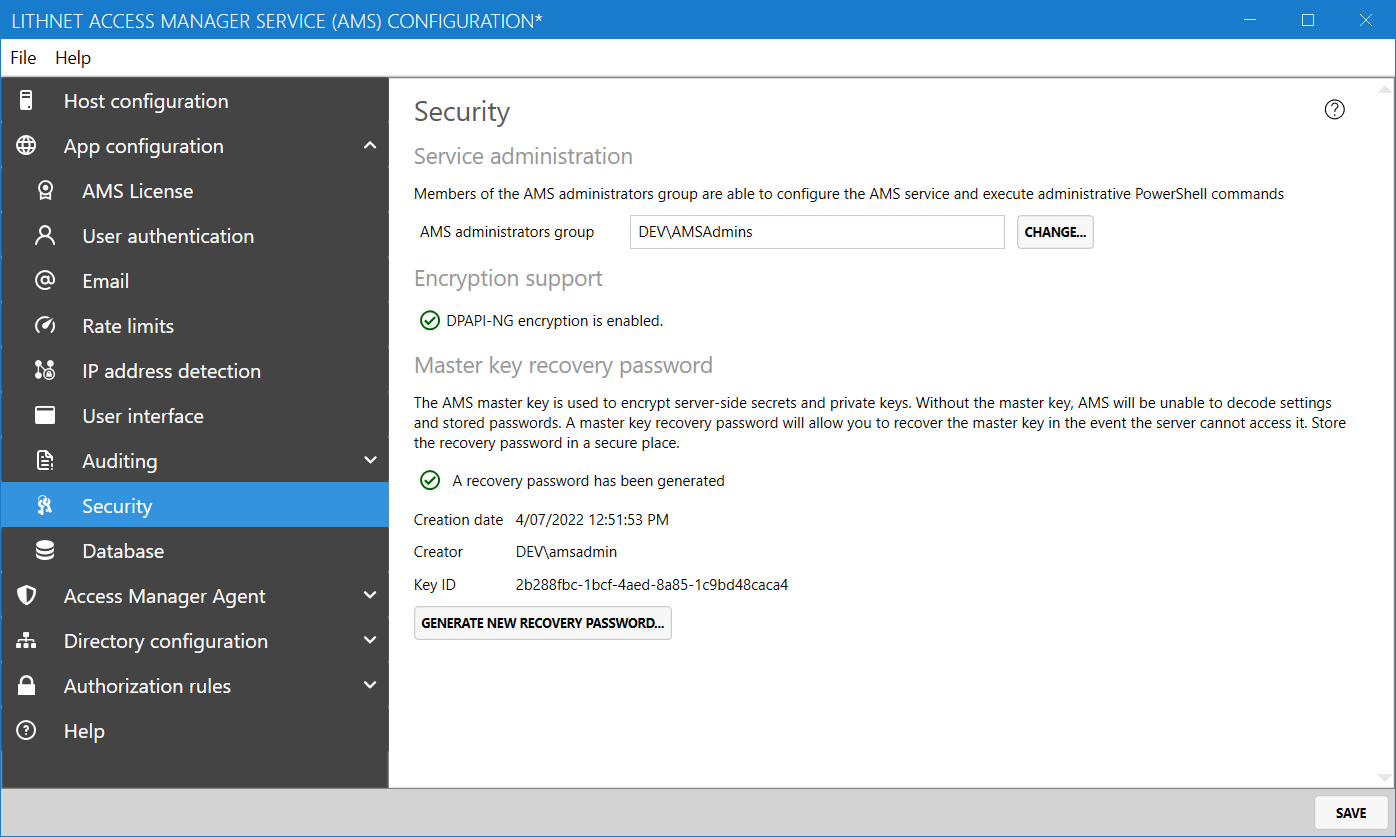 LITHNET ACCESS MANAGER SERVICE (AMS) CONFIGURATION*
File Help
Host configuration
App configuration
AMS License
User authentication
Email
Rate limits
IP address detection
User interface
Auditing
Security
Database
Access Manager Agent
Directory configuration
Authorization rules
Help
Security
Service administration
Members of the AMS administrators group are able to configure the AMS service and execute administrative PowerShell commands
AMS administrators group DEV\AMSAdmins CHANGE...
Encryption support
DPAPI-NG encryption is enabled.
Master key recovery password
The AMS master key is used to encrypt server-side secrets and private keys. Without the master key, AMS will be unable to decode settings
and stored passwords. A master key recovery password will allow you to recover the master key in the event the server cannot access it. Store
the recovery password in a secure place.
A recovery password has been generated
Creation date 4/07/2022 12:51:53 PM
Creator DEV\amsadmin
Key ID 2b288fbc-1bcf-4aed-8a85-1c9bd48caca4
GENERATE NEW RECOVERY PASSWORD...
SAVE